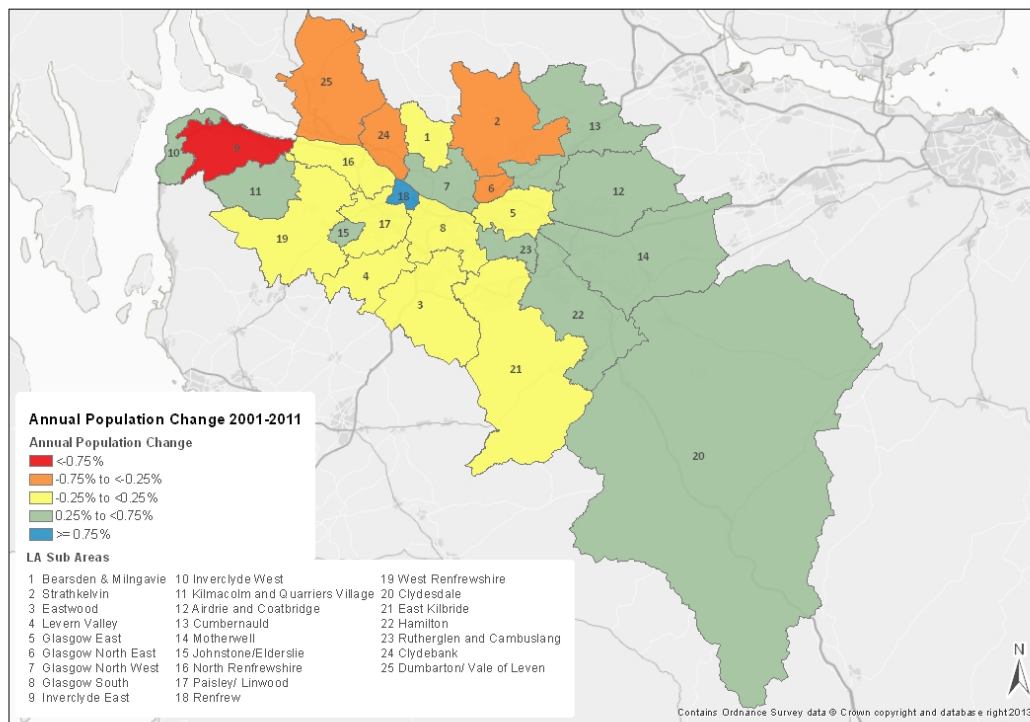 25
2
13
24
1
10
9
16
12
7
11
6
18
5
15
17
8
19
23
14
4
3
22
21
20
Annual Population Change 2001-2011
Annual Population Change
<-0.75%
-0.75% to <-0.25%
-0.25% to <0.25%
0.25% to <0.75%
>= 0.75%
LA Sub Areas
1 Bearsden & Milngavie
2 Strathkelvin
3 Eastwood
4 Levern Valley
5 Glasgow East
6 Glasgow North East
7 Glasgow North West
8 Glasgow South
9 Inverclyde East
10 Inverclyde West
11 Kilmacolm and Quarriers Village
12 Airdrie and Coatbridge
13 Cumbernauld
14 Motherwell
15 Johnstone/Elderslie
16 North Renfrewshire
17 Paisley/ Linwood
18 Renfrew
19 West Renfrewshire
20 Clydesdale
21 East Kilbride
22 Hamilton
23 Rutherglen and Cambuslang
24 Clydebank
25 Dumbarton/ Vale of Leven
N
Contains Ordnance Survey data © Crown copyright and database right2013